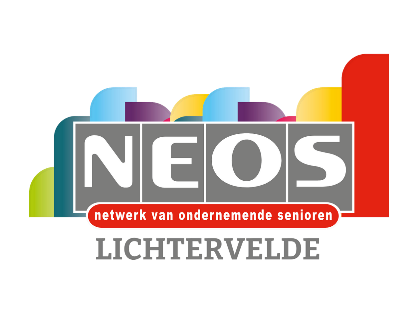 NEOS
netwerk van ondernemende senioren
LICHTERVELDE